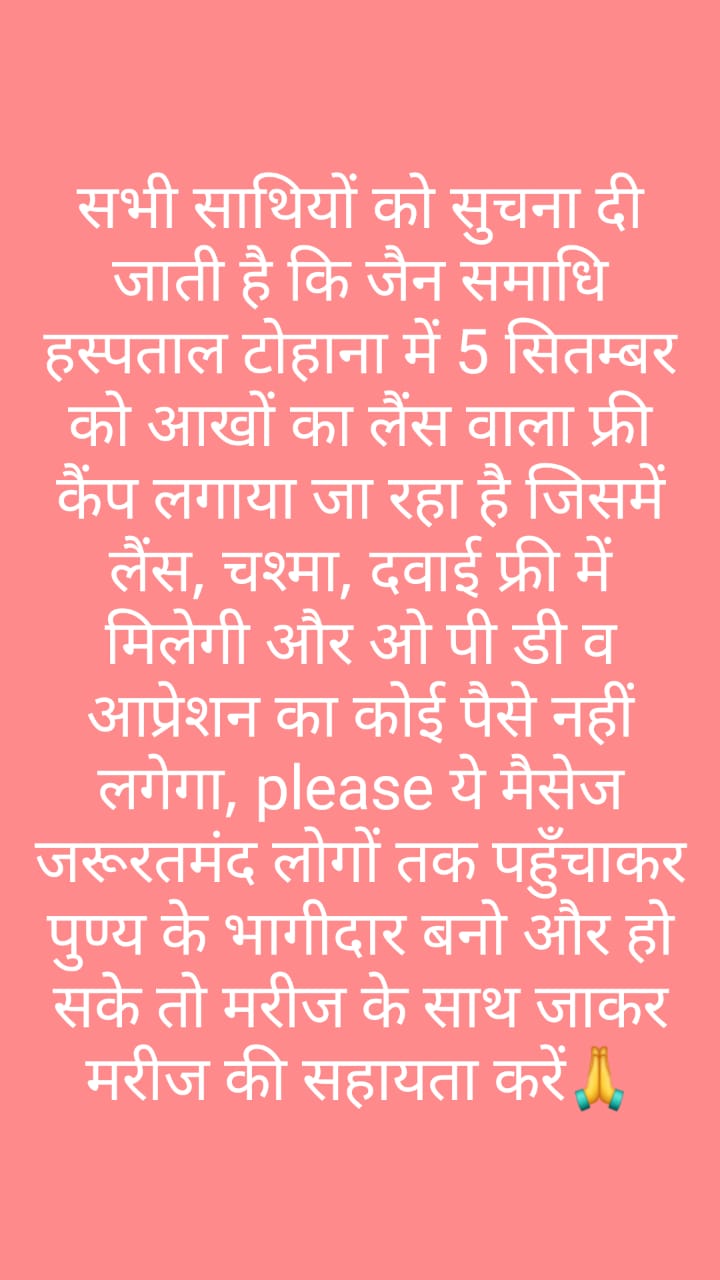 सभी साथियों को सुचना दी
जाती है कि जैन समाधि
हस्पताल टोहाना में 5 सितम्बर
को आखों का लैंस वाला फ्री
कैंप लगाया जा रहा है जिसमें
लैंस, चश्मा, दवाई फ्री में
मिलेगी और ओ पी डी व
आप्रेशन का कोई पैसे नहीं
लगेगा, please ये मैसेज
जरूरतमंद लोगों तक पहुँचाकर
पुण्य के भागीदार बनो और हो
सके तो मरीज के साथ जाकर
मरीज की सहायता करें🙏